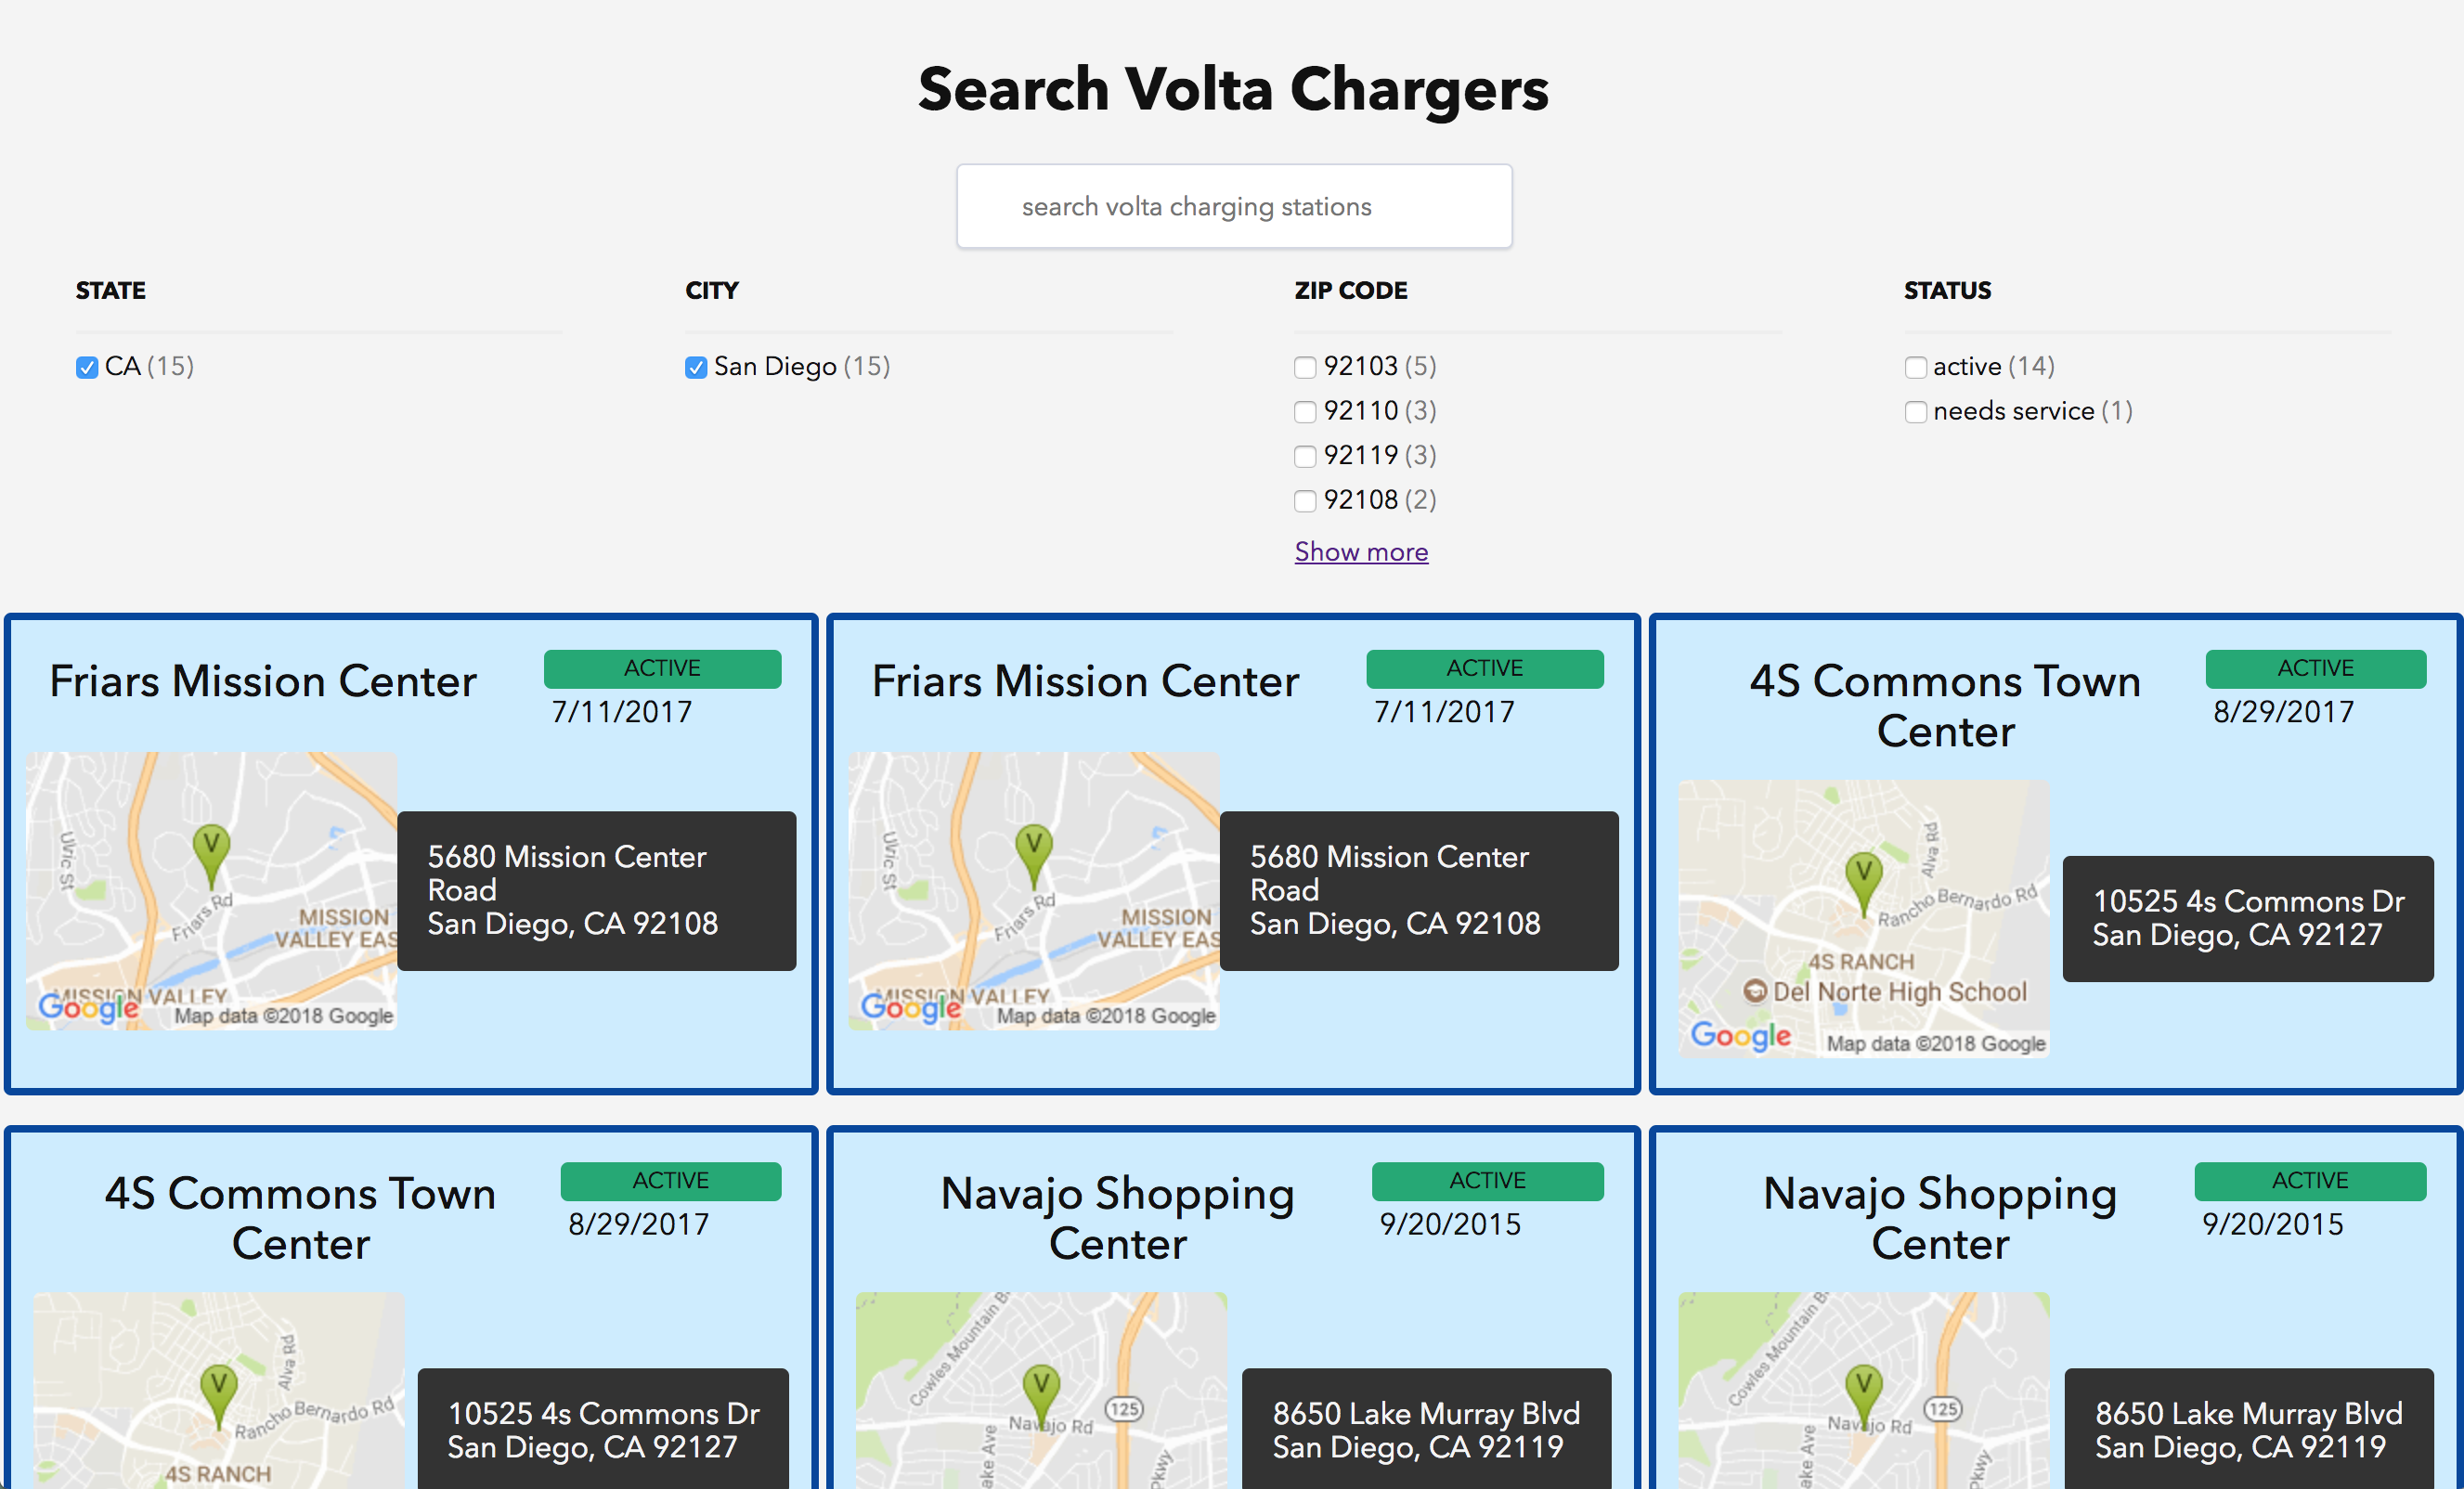 Search Volta Chargers
search volta charging stations
STATE
CA (15)
CITY
San Diego (15)
ZIP CODE
92103 (5)
92110 (3)
92119 (3)
92108 (2)
Show more
STATUS
active (14)
needs service (1)
Friars Mission Center
ACTIVE
7/11/2017
Ulric St
V
Friars Rd
MISSION
VALLEY EAS
MISSION VALLEY
Google
Map data ©2018 Google
5680 Mission Center
Road
San Diego, CA 92108
Friars Mission Center
ACTIVE
7/11/2017
Ulric St
V
Friars Rd
MISSION
VALLEY EAS
MISSION VALLEY
Google
Map data ©2018 Google
5680 Mission Center
Road
San Diego, CA 92108
4S Commons Town
Center
ACTIVE
8/29/2017
Alva Rd
V
Rancho Bernardo Rd
4S RANCH
Del Norte High School
Google
Map data ©2018 Google
10525 4s Commons Dr
San Diego, CA 92127
4S Commons Town
Center
ACTIVE
8/29/2017
Alva Rd
V
Rancho Bernardo Rd
4S RANCH
10525 4s Commons Dr
San Diego, CA 92127
Navajo Shopping
Center
ACTIVE
9/20/2015
Cowles Mountain B
V
125
Navajo Rd
ake Ave
Pkwy
8650 Lake Murray Blvd
San Diego, CA 92119
Navajo Shopping
Center
ACTIVE
9/20/2015
Cowles Mountain B
V
125
Navajo Rd
ake Ave
Pkwy
8650 Lake Murray Blvd
San Diego, CA 92119